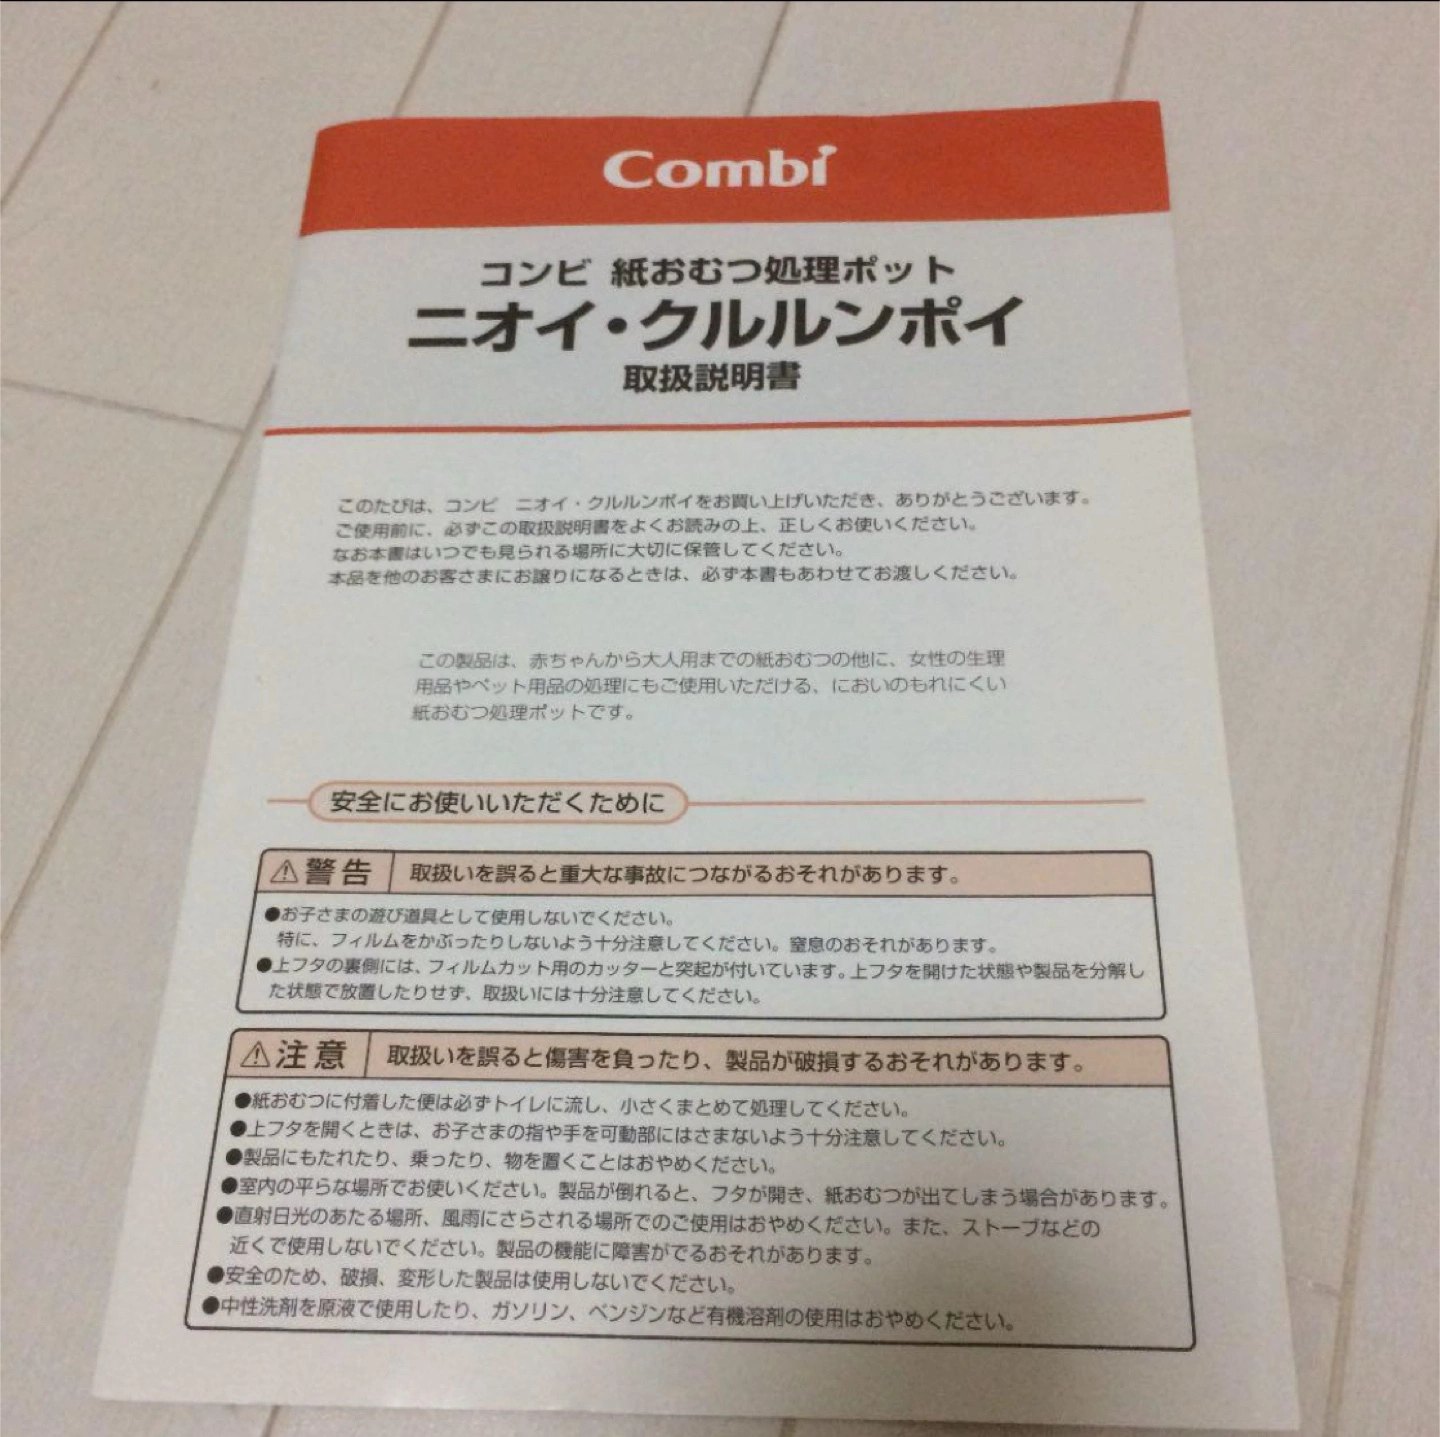 Combi
コンビ 紙おむつ処理ポット
ニオイ・クルルンポイ
取扱説明書
このたびは、コンビ　ニオイ・クルルンポイをお買い上げいただき、ありがとうございます。
ご使用前に、必ずこの取扱説明書をよくお読みの上、正しくお使いください。
なお本書はいつでも見られる場所に大切に保管してください。
本品を他のお客さまにお譲りになるときは、必ず本書もあわせてお渡しください。
この製品は、赤ちゃんから大人用までの紙おむつの他に、女性の生理
用品やペット用品の処理にもご使用いただける、においのもれにくい
紙おむつ処理ポットです。
安全にお使いいただくために
⚠警告 取扱いを誤ると重大な事故につながるおそれがあります。
●お子さまの遊び道具として使用しないでください。
特に、フィルムをかぶったりしないよう十分注意してください。窒息のおそれがあります。
●上フタの裏側には、フィルムカット用のカッターと突起が付いています。上フタを開けた状態や製品を分解し
た状態で放置したりせず、取扱いには十分注意してください。
⚠注意 取扱いを誤ると傷害を負ったり、製品が破損するおそれがあります。
●紙おむつに付着した便は必ずトイレに流し、小さくまとめて処理してください。
●上フタを開くときは、お子さまの指や手を可動部にはさまないよう十分注意してください。
●製品にもたれたり、乗ったり、物を置くことはおやめください。
●室内の平らな場所でお使いください。製品が倒れると、フタが開き、紙おむつが出てしまう場合があります。
●直射日光のあたる場所、風雨にさらされる場所でのご使用はおやめください。また、ストーブなどの
近くで使用しないでください。製品の機能に障害がでるおそれがあります。
●安全のため、破損、変形した製品は使用しないでください。
●中性洗剤を原液で使用したり、ガソリン、ベンジンなど有機溶剤の使用はおやめください。